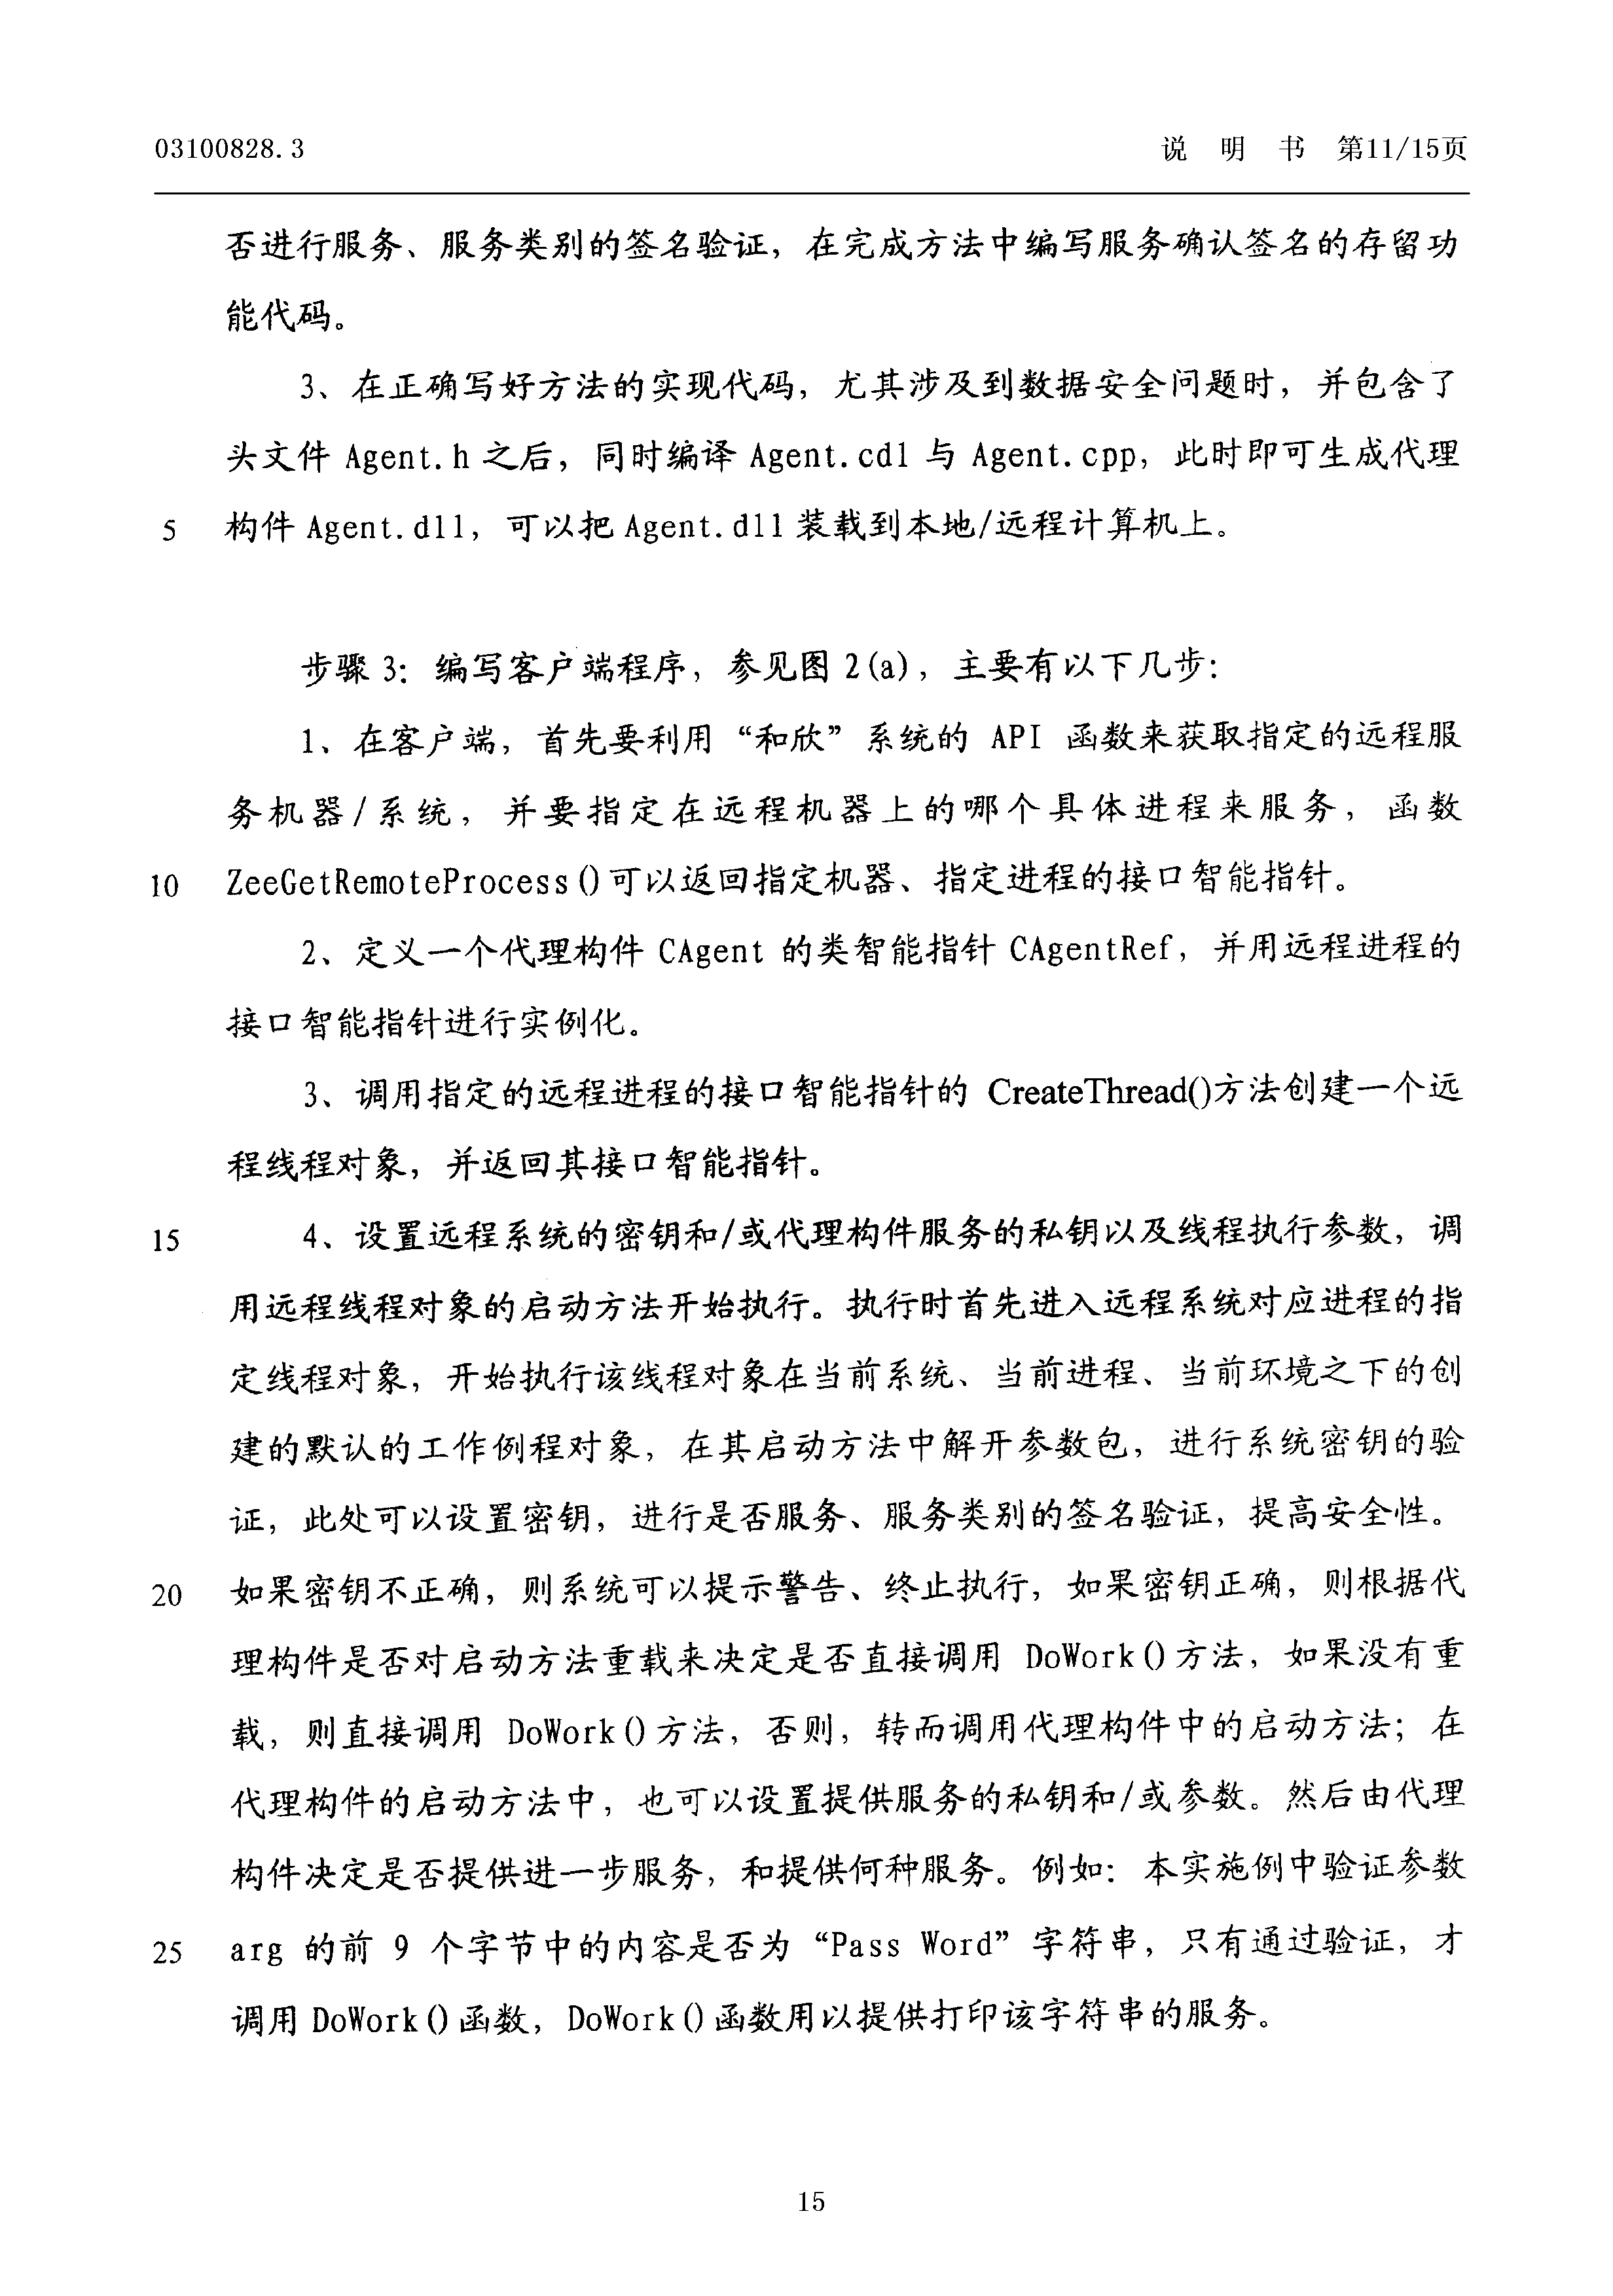 03100828.3 说 明 书 第11/15页
否进行服务、服务类别的签名验证，在完成方法中编写服务确认签名的存留功
能代码。
3、在正确写好方法的实现代码，尤其涉及到数据安全问题时，并包含了
头文件 Agent.h 之后，同时编译 Agent.cdl 与 Agent.cpp，此时即可生成代理
5 构件 Agent.dll，可以把 Agent.dll 装载到本地/远程计算机上。
步骤 3：编写客户端程序，参见图 2(a)，主要有以下几步：
1、在客户端，首先要利用“和欣”系统的 API 函数来获取指定的远程服
务机器/系统，并要指定在远程机器上的哪个具体进程来服务，函数
10 ZeeGetRemoteProcess()可以返回指定机器、指定进程的接口智能指针。
2、定义一个代理构件 CAgent 的类智能指针 CAgentRef，并用远程进程的
接口智能指针进行实例化。
3、调用指定的远程进程的接口智能指针的 CreateThread()方法创建一个远
程线程对象，并返回其接口智能指针。
15 4、设置远程系统的密钥和/或代理构件服务的私钥以及线程执行参数，调
用远程线程对象的启动方法开始执行。执行时首先进入远程系统对应进程的指
定线程对象，开始执行该线程对象在当前系统、当前进程、当前环境之下的创
建的默认的工作例程对象，在其启动方法中解开参数包，进行系统密钥的验
证，此处可以设置密钥，进行是否服务、服务类别的签名验证，提高安全性。
20 如果密钥不正确，则系统可以提示警告、终止执行，如果密钥正确，则根据代
理构件是否对启动方法重载来决定是否直接调用 DoWork()方法，如果没有重
载，则直接调用 DoWork()方法，否则，转而调用代理构件中的启动方法；在
代理构件的启动方法中，也可以设置提供服务的私钥和/或参数。然后由代理
构件决定是否提供进一步服务，和提供何种服务。例如：本实施例中验证参数
25 arg 的前 9 个字节中的内容是否为“Pass Word”字符串，只有通过验证，才
调用 DoWork()函数，DoWork()函数用以提供打印该字符串的服务。
15